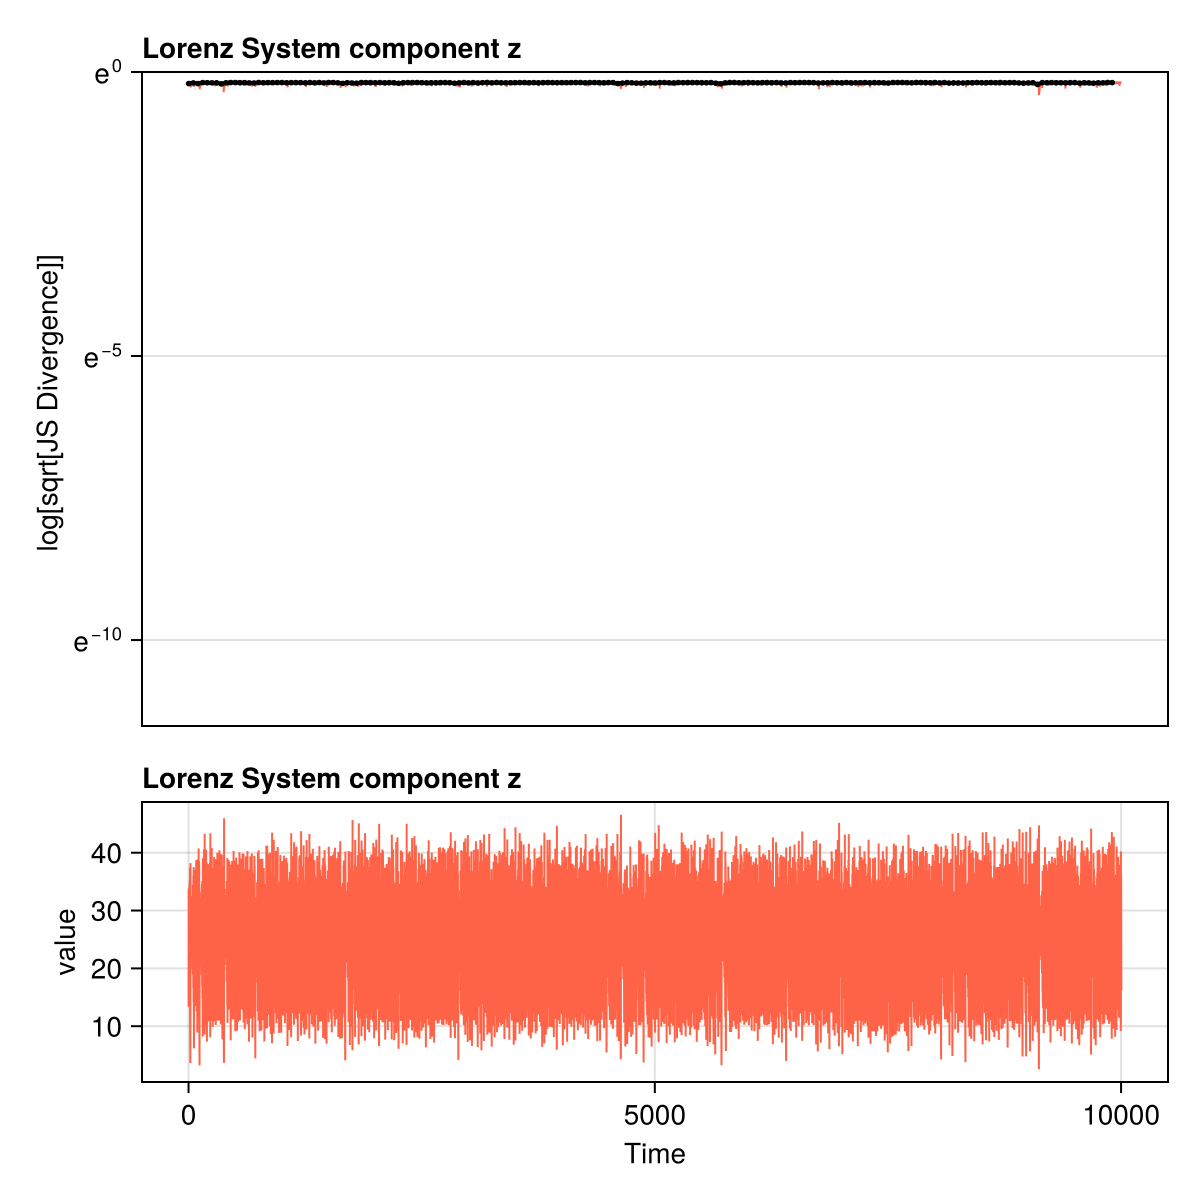 Lorenz System component z
e⁰
e⁻⁵
e⁻¹⁰
log[sqrt[JS Divergence]]
Lorenz System component z
40
30
20
10
value
0 5000 10000
Time